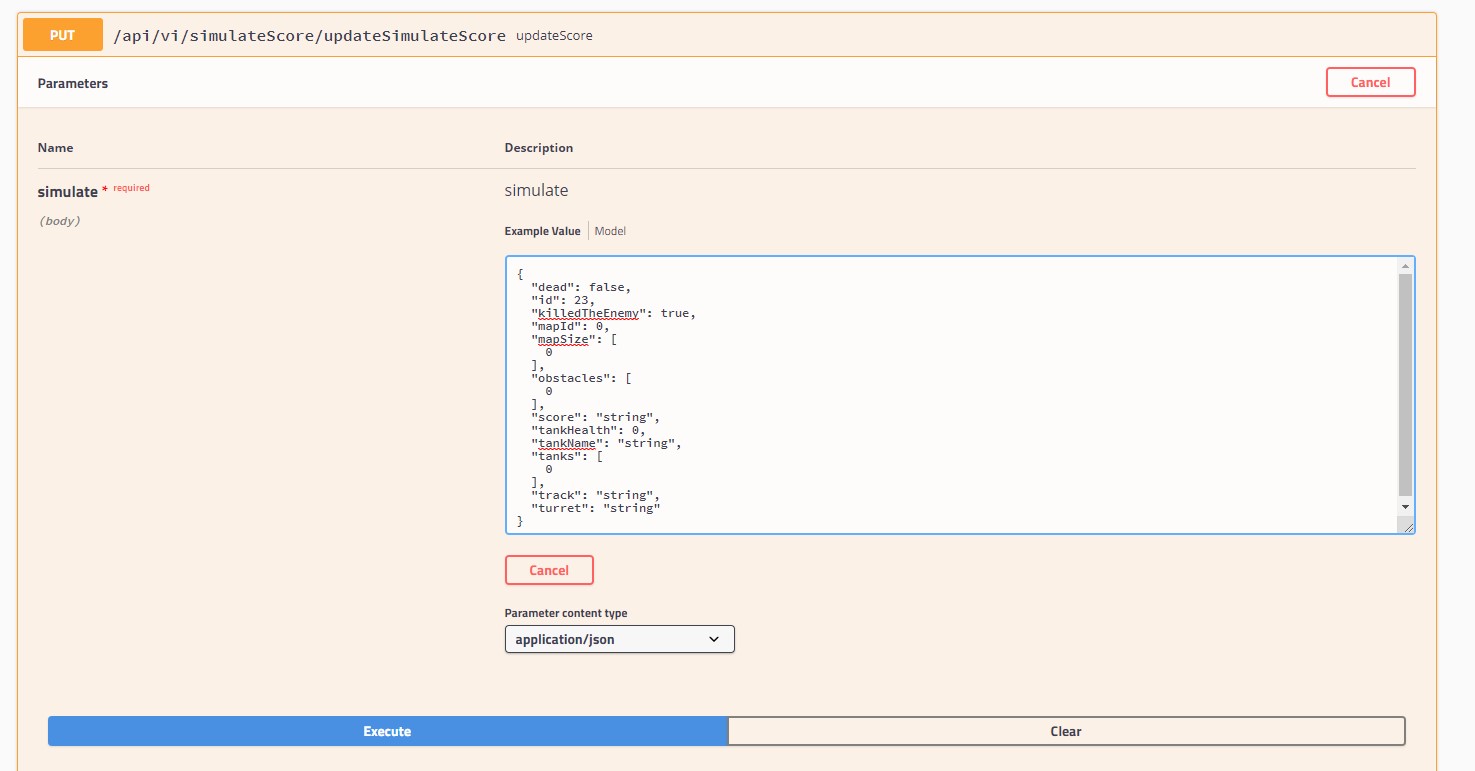 PUT /api/vi/simulateScore/updateSimulateScore updateScore
Parameters Cancel
Name Description
simulate * required simulate
(body)
Example Value Model
{
"dead": false,
"id": 23,
"killedTheEnemy": true,
"mapId": 0,
"mapSize": [
0
],
"obstacles": [
0
],
"score": "string",
"tankHealth": 0,
"tankName": "string",
"tanks": [
0
],
"track": "string",
"turret": "string"
}
Cancel
Parameter content type
application/json
Execute Clear